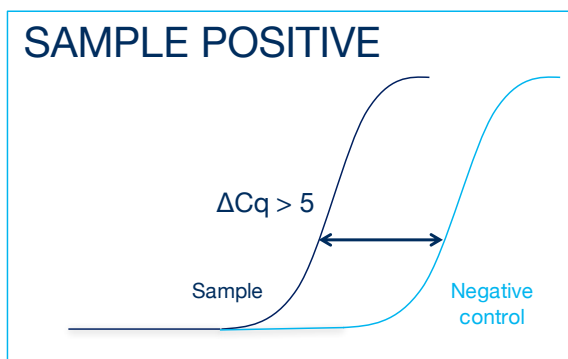 SAMPLE POSITIVE
ΔCq > 5
Sample
Negative
control